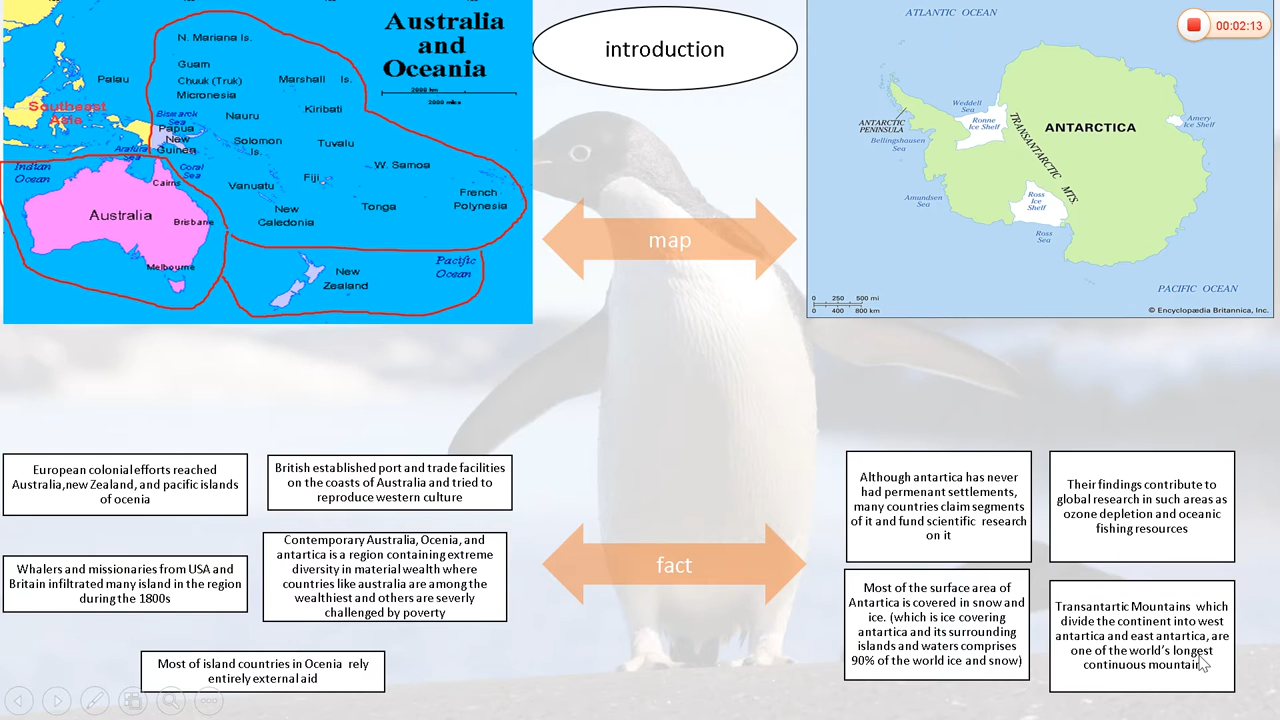 Australia
and
Oceania
2000 km
2000 miles
N. Mariana Is.
Guam
Palau
Chuuk (Truk)
Micronesia
Marshall Is.
Southeast
Asia
Kiribati
Nauru
Bismarck
Sea
Papua
New
Guinea
Solomon
Is.
Tuvalu
Arafura
Sea
Indian
Ocean
Coral
Sea
W. Samoa
Cairns
Vanuatu
Fiji
French
Polynesia
Australia
Brisbane
New
Caledonia
Tonga
Melbourne
New
Zealand
Pacific
Ocean
introduction
map
ATLANTIC OCEAN
00:02:13
Weddell
Sea
Ronne
Ice Shelf
ANTARCTIC
PENINSULA
Bellingshausen
Sea
TRANSANTARCTIC MTS.
ANTARCTICA
Amery
Ice Shelf
Amundsen
Sea
Ross
Ice
Shelf
Ross
Sea
PACIFIC OCEAN
0 250 500 mi
0 400 800 km
© Encyclopædia Britannica, Inc.
European colonial efforts reached
Australia,new Zealand, and pacific islands
of ocenia
British established port and trade facilities
on the coasts of Australia and tried to
reproduce western culture
Whalers and missionaries from USA and
Britain infiltrated many island in the region
during the 1800s
Contemporary Australia, Ocenia, and
antartica is a region containing extreme
diversity in material wealth where
countries like australia are among the
wealthiest and others are severly
challenged by poverty
Most of island countries in Ocenia rely
entirely external aid
fact
Although antartica has never
had permenant settlements,
many countries claim segments
of it and fund scientific research
on it
Their findings contribute to
global research in such areas as
ozone depletion and oceanic
fishing resources
Most of the surface area of
Antartica is covered in snow and
ice. (which is ice covering
antartica and its surrounding
islands and waters comprises
90% of the world ice and snow)
Transantartic Mountains which
divide the continent into west
antartica and east antartica, are
one of the world's longest
continuous mountain